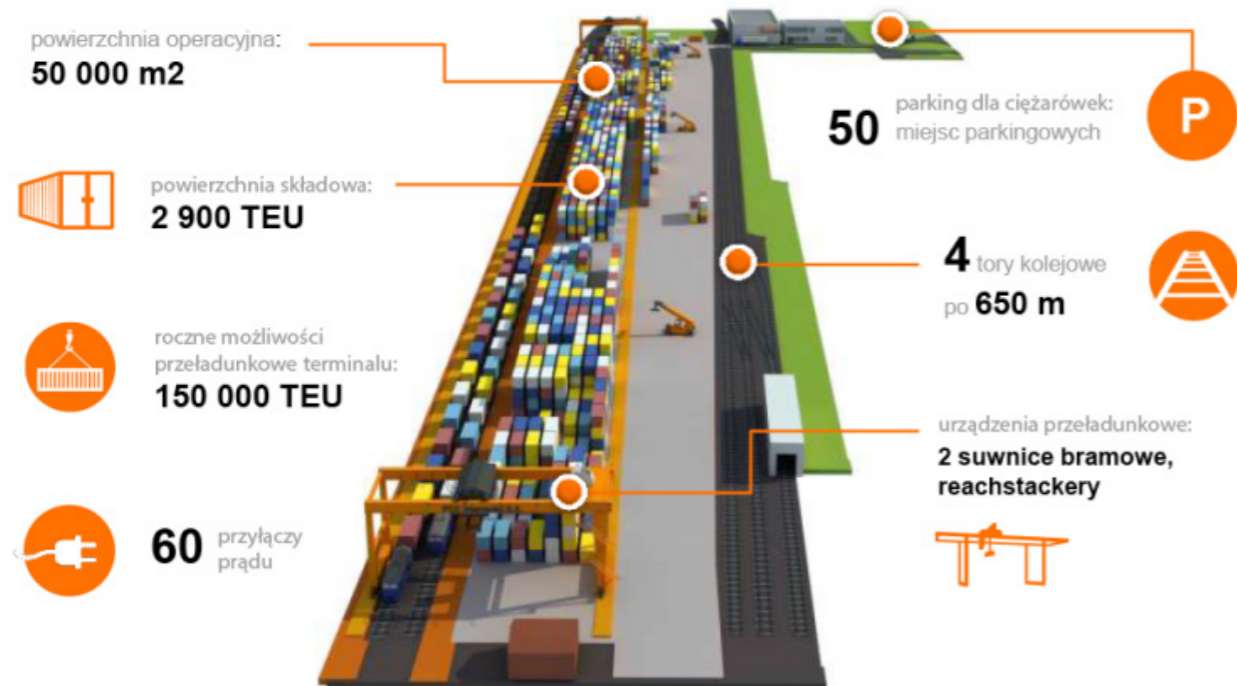 powierzchnia operacyjna:
50 000 m2
powierzchnia składowa:
2 900 TEU
roczne możliwości
przeładunkowe terminalu:
150 000 TEU
60 przyłączy
prądu
50 parking dla ciężarówek:
miejsc parkingowych
P
4 tory kolejowe
po 650 m
urządzenia przeładunkowe:
2 suwnice bramowe,
reachstackery